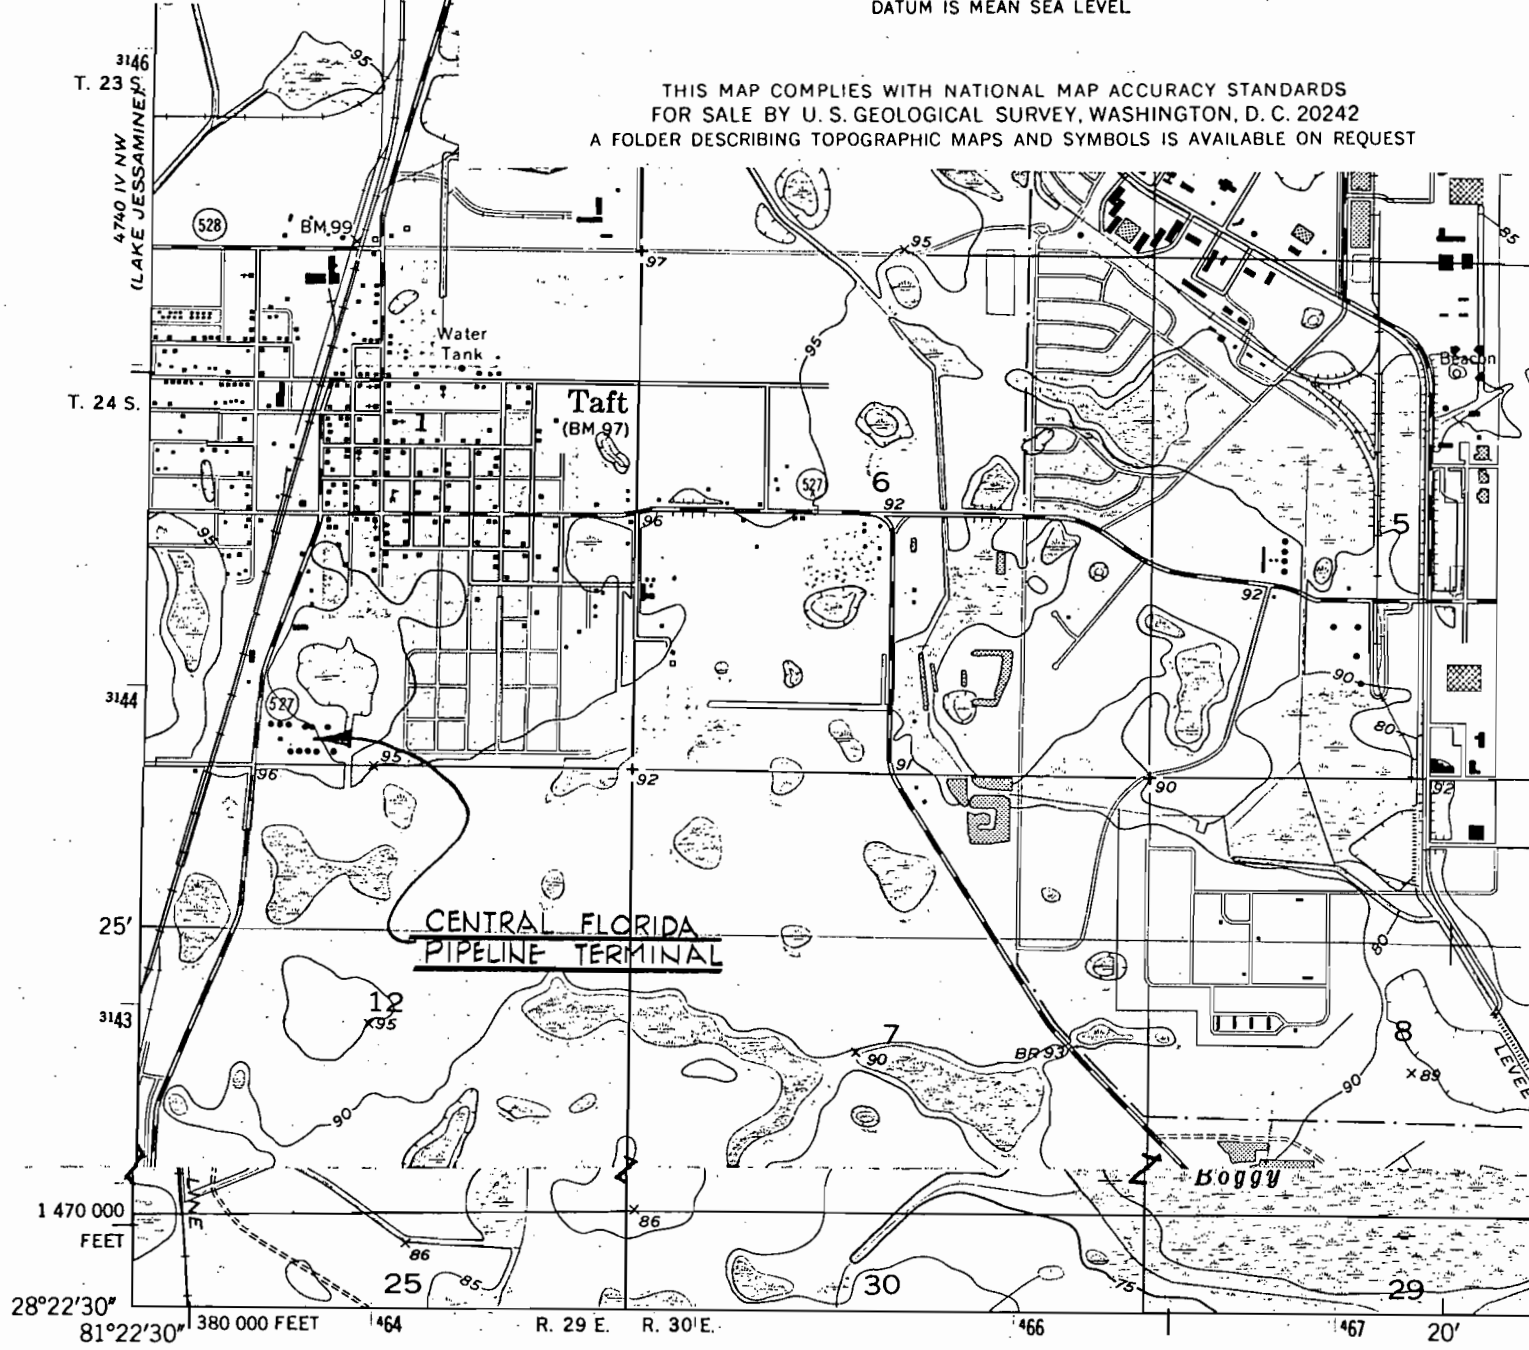 DATUM IS MEAN SEA LEVEL
THIS MAP COMPLIES WITH NATIONAL MAP ACCURACY STANDARDS
FOR SALE BY U. S. GEOLOGICAL SURVEY, WASHINGTON, D. C. 20242
A FOLDER DESCRIBING TOPOGRAPHIC MAPS AND SYMBOLS IS AVAILABLE ON REQUEST
3146
T. 23 S.
4740 IV NW
(LAKE JESSAMINE)
95
528
BM 99
97
95
85
Water
Tank
95
Beacon
T. 24 S.
Taft
(BM 97)
1
527
6
92
96
95
5
92
3144
527
90
80
95
96
92
91
90
92
25'
CENTRAL FLORIDA
PIPELINE TERMINAL
80
12
95
3143
7
90
BR 93
8
89
90
90
LEVEE
Boggy
LINE
1 470 000
FEET
86
86
25
85
30
75
29
28°22'30"
81°22'30"
380 000 FEET
464
R. 29 E.
R. 30 E.
466
467
20'